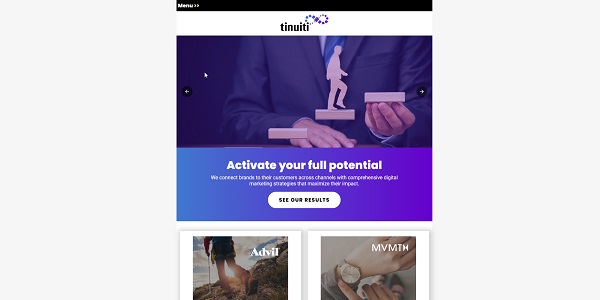 Menu >>
tinuiti
Activate your full potential
We connect brands to their customers across channels with comprehensive digital
marketing strategies that maximize their impact.
SEE OUR RESULTS
Advil
MVMTH